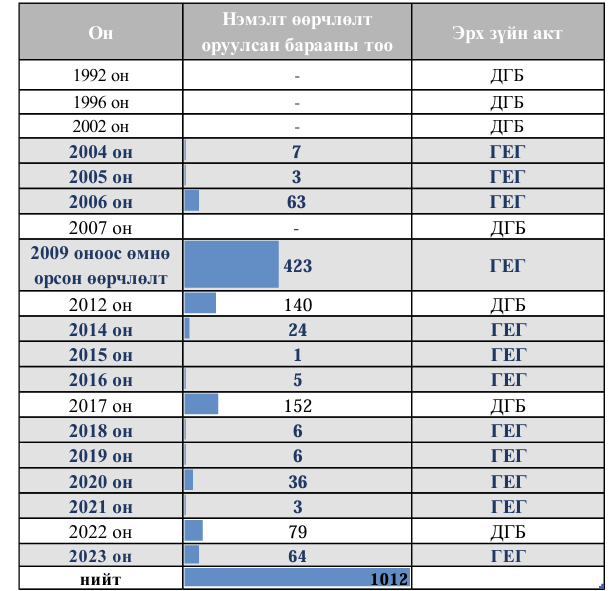 Он Нэмэлт өөрчлөлт оруулсан барааны тоо Эрх зүйн акт
1992 он - ДГБ
1996 он - ДГБ
2002 он - ДГБ
2004 он 7 ГЕГ
2005 он 3 ГЕГ
2006 он 63 ГЕГ
2007 он - ДГБ
2009 оноос өмнө орсон өөрчлөлт 423 ГЕГ
2012 он 140 ДГБ
2014 он 24 ГЕГ
2015 он 1 ГЕГ
2016 он 5 ГЕГ
2017 он 152 ДГБ
2018 он 6 ГЕГ
2019 он 6 ГЕГ
2020 он 36 ГЕГ
2021 он 3 ГЕГ
2022 он 79 ДГБ
2023 он 64 ГЕГ
нийт 1012